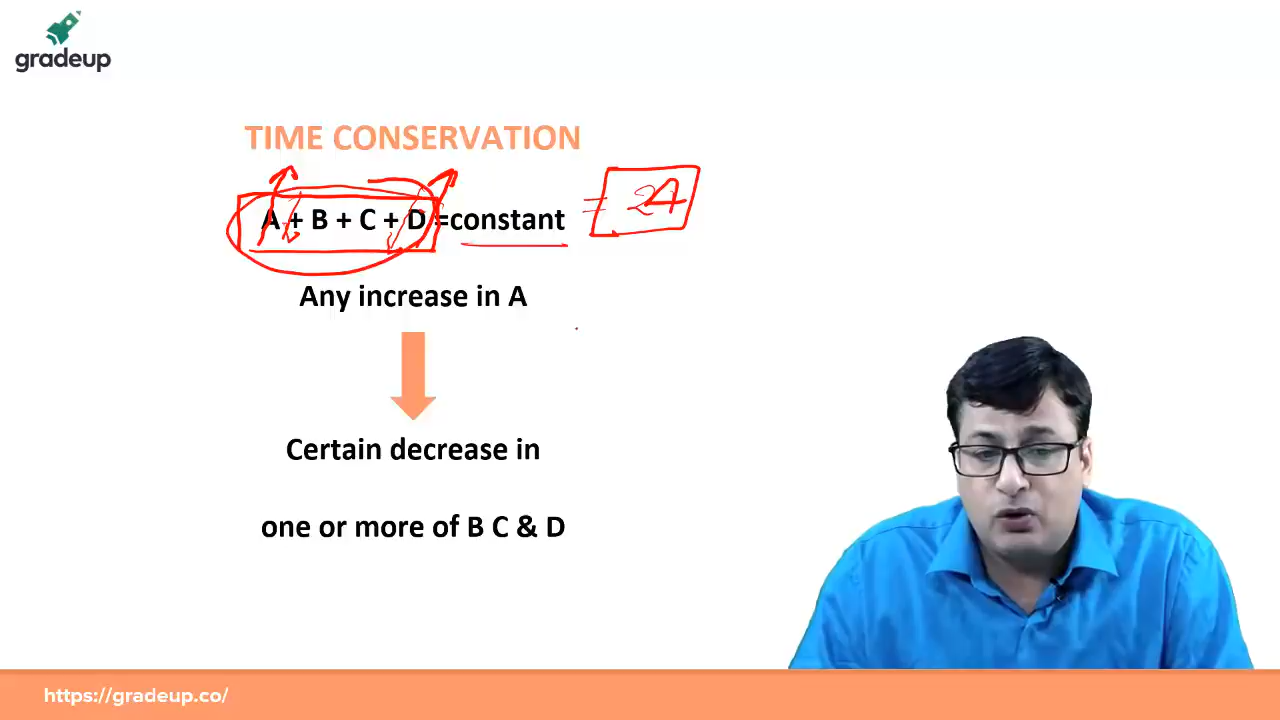 gradeup
TIME CONSERVATION
A + B + C + D =constant = 24
Any increase in A
Certain decrease in
one or more of B C & D
https://gradeup.co/